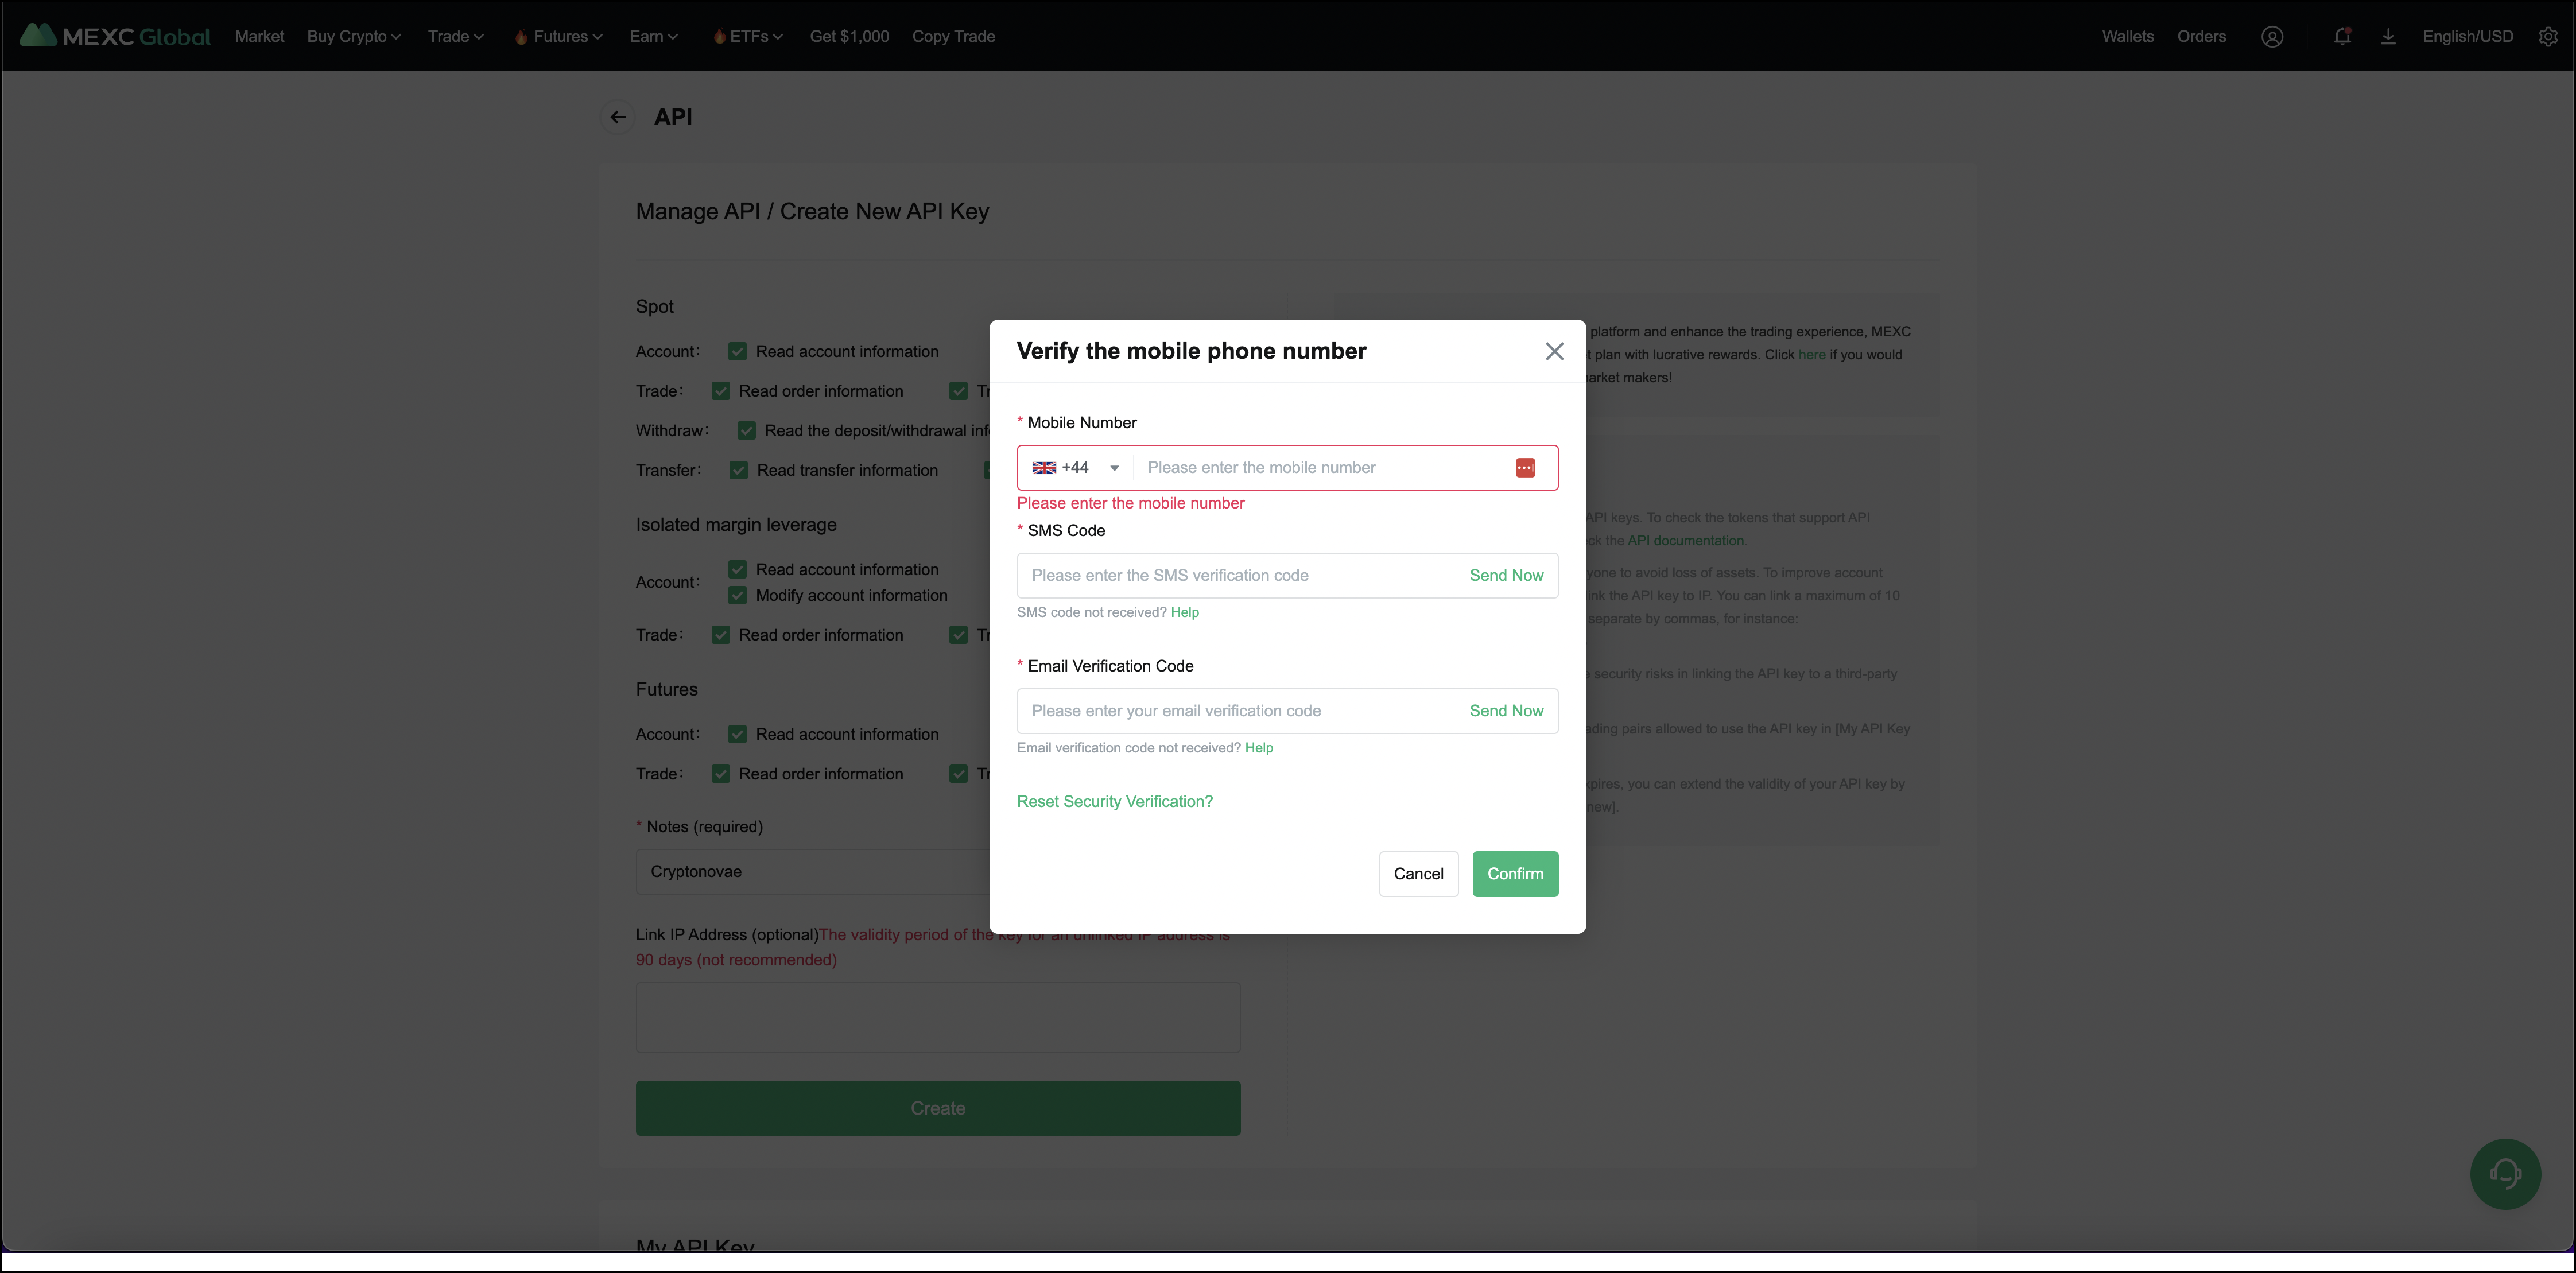 MEXC Global Market Buy Crypto Trade Futures Earn ETFs Get $1,000 Copy Trade Wallets Orders English/USD
API
Manage API / Create New API Key
Spot
Account: Read account information
Trade: Read order information
Withdraw: Read the deposit/withdrawal
Transfer: Read transfer information
Isolated margin leverage
Account: Read account information
Modify account information
Trade: Read order information
Futures
Account: Read account information
Trade: Read order information
* Notes (required)
Cryptonovae
Link IP Address (optional)The validity period of the key for an unlinked IP address is
90 days (not recommended)
Create
My API Key
Verify the mobile phone number
* Mobile Number
+44 Please enter the mobile number
Please enter the mobile number
* SMS Code
Please enter the SMS verification code Send Now
SMS code not received? Help
* Email Verification Code
Please enter your email verification code Send Now
Email verification code not received? Help
Reset Security Verification?
Cancel Confirm
platform and enhance the trading experience, MEXC
plan with lucrative rewards. Click here if you would
makers!
API keys. To check the tokens that support API
the API documentation.
to avoid loss of assets. To improve account
the API key to IP. You can link a maximum of 10
separate by commas, for instance:
security risks in linking the API key to a third-party
pairs allowed to use the API key in [My API Key
you can extend the validity of your API key by